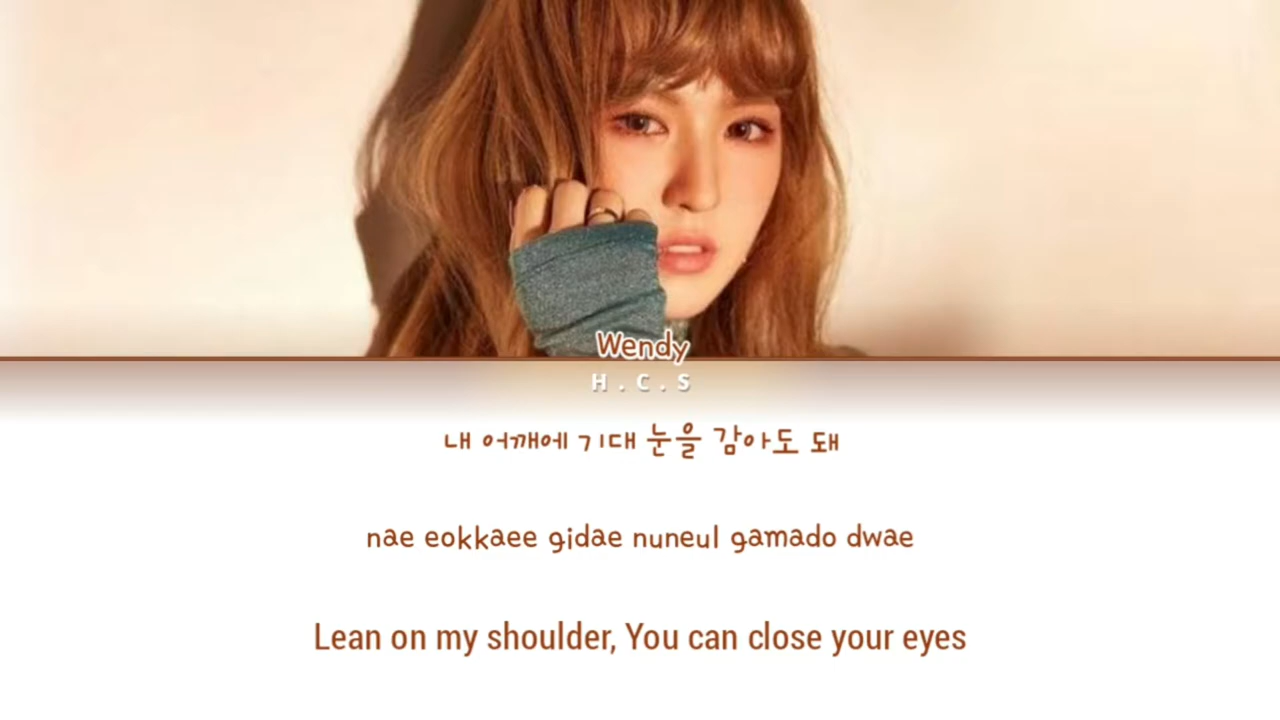 Wendy
H.C.S
내 어깨에 기대 눈을 감아도 돼
nae eokkaee gidae nuneul gamado dwae
Lean on my shoulder, You can close your eyes